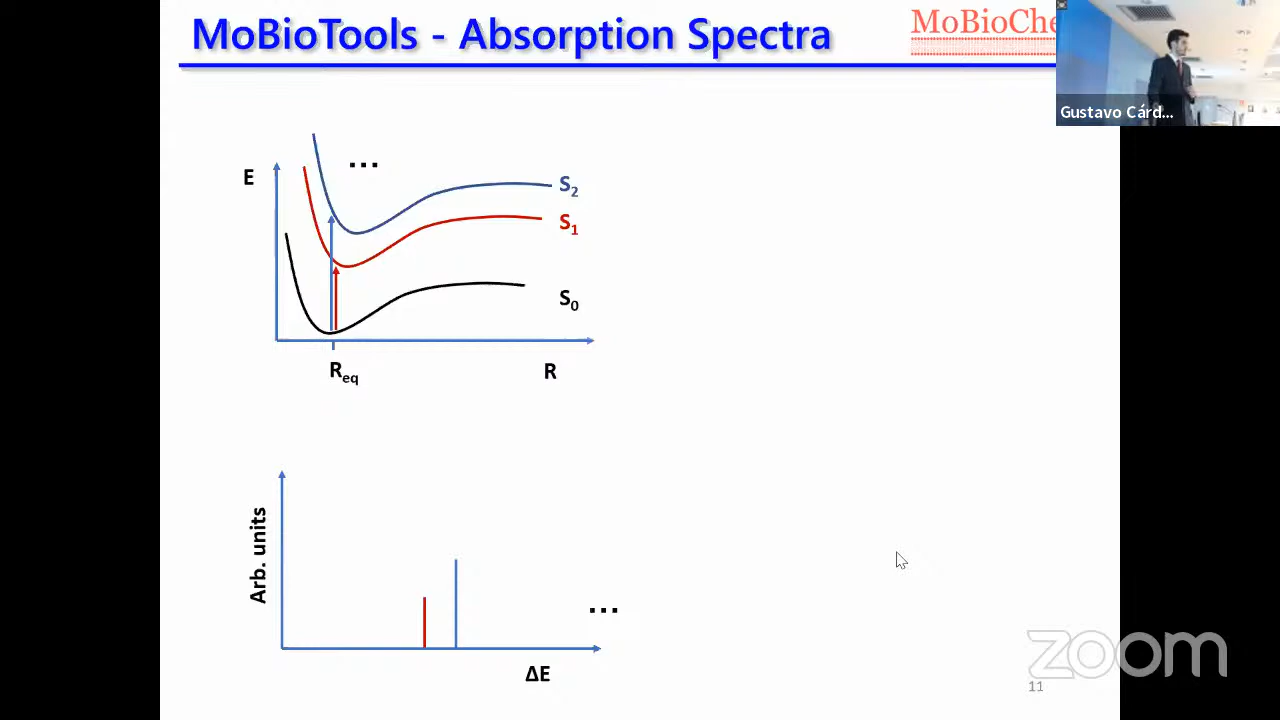 MoBioTools - Absorption Spectra
MoBioChe
Gustavo Cárd...
...
E
S2
S1
S0
Req
R
Arb. units
...
ΔE
zoom
11